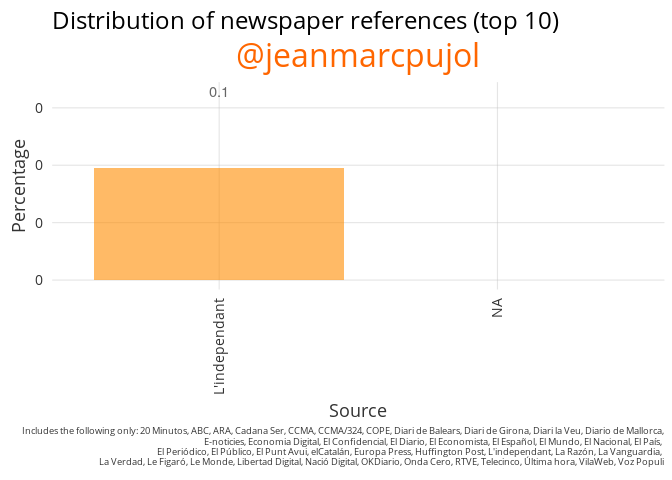 Distribution of newspaper references (top 10)
@jeanmarcpujol
0.1
0
0
0
0
Percentage
L'independant
NA
Source
Includes the following only: 20 Minutos, ABC, ARA, Cadana Ser, CCMA, CCMA/324, COPE, Diari de Balears, Diari de Girona, Diari la Veu, Diario de Mallorca,
E-noticies, Economia Digital, El Confidencial, El Diario, El Economista, El Español, El Mundo, El Nacional, El País,
El Periódico, El Público, El Punt Avui, elCatalán, Europa Press, Huffington Post, L'independant, La Razón, La Vanguardia,
La Verdad, Le Figaró, Le Monde, Libertad Digital, Nació Digital, OKDiario, Onda Cero, RTVE, Telecinco, Última hora, VilaWeb, Voz Populi